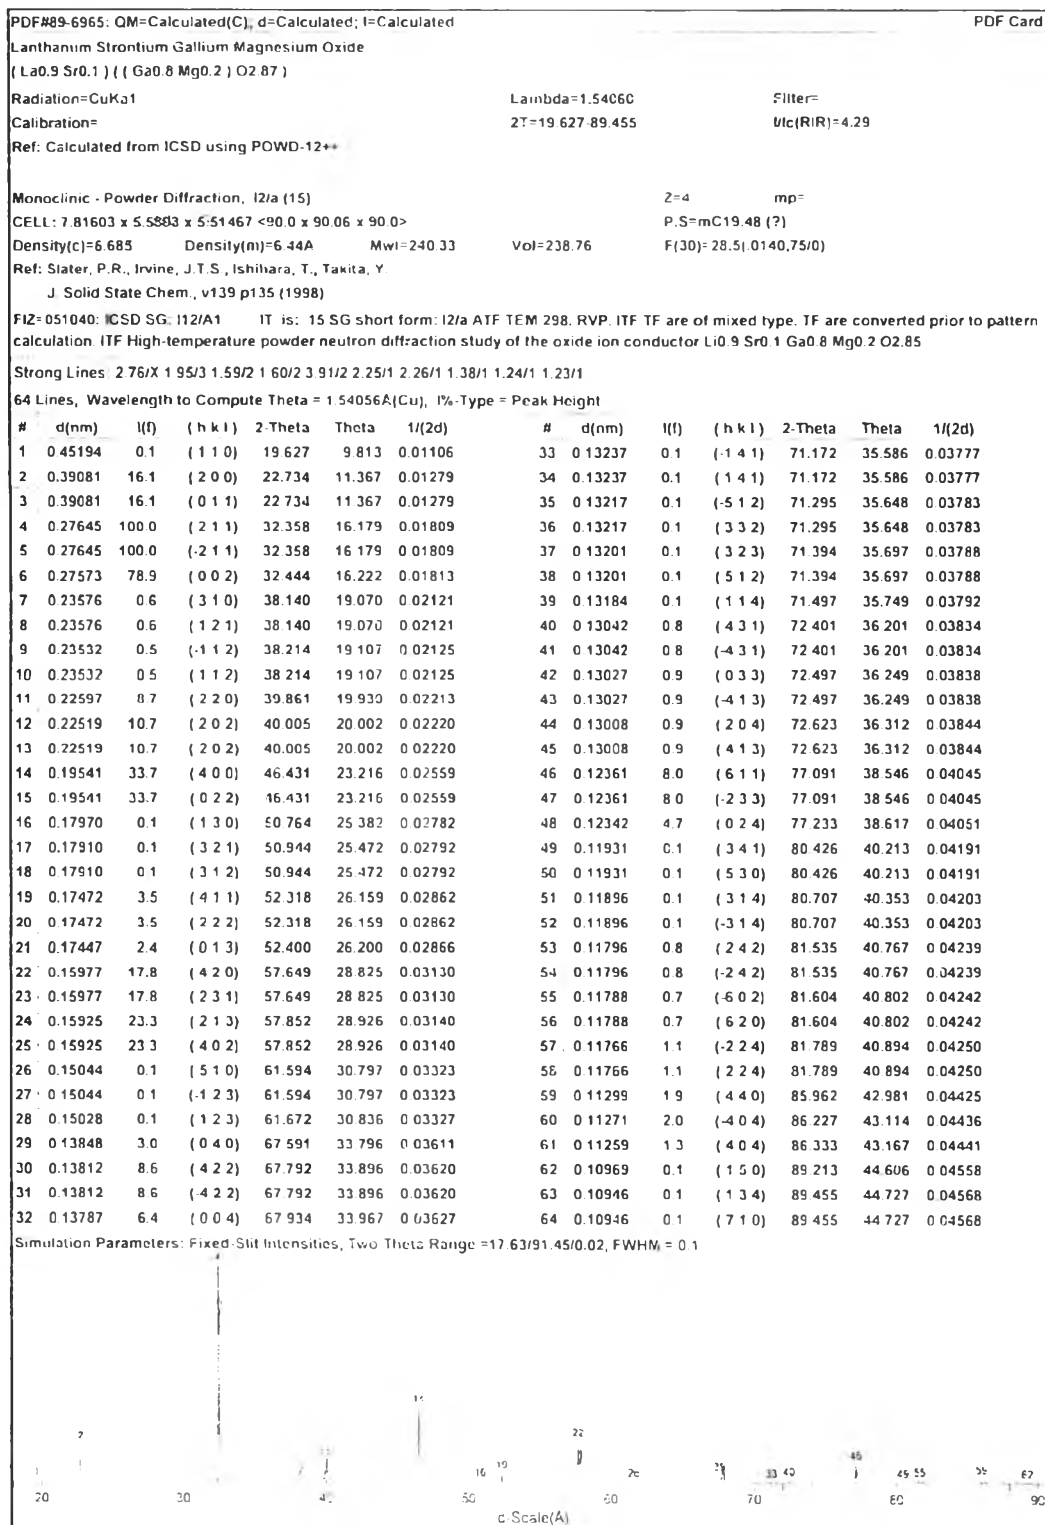 PDF#89-6965: QM=Calculated(C), d=Calculated; I=Calculated PDF Card
Lanthanum Strontium Gallium Magnesium Oxide
( La0.9 Sr0.1 ) ( ( Ga0.8 Mg0.2 ) O2.87 )
Radiation=CuKa1 Lambda=1.54060 Filter=
Calibration= 2T=19.627-89.455 I/Ic(RIR)=4.29
Ref: Calculated from ICSD using POWD-12++
Monoclinic - Powder Diffraction, I2/a (15) Z=4 mp=
CELL: 7.81603 x 5.5393 x 5.51467 <90.0 x 90.06 x 90.0> P.S=mC19.48 (?)
Density(c)=6.685 Density(m)=6.44A Mwt=240.33 Vol=238.76 F(30)=28.5(.0140,75/0)
Ref: Slater, P.R., Irvine, J.T.S., Ishihara, T., Takita, Y.
J. Solid State Chem., v139 p135 (1998)
FIZ=051040: ICSD SG: I12/A1 IT is: 15 SG short form: I2/a ATF TEM 298. RVP. ITF TF are of mixed type. TF are converted prior to pattern
calculation. ITF High-temperature powder neutron diffraction study of the oxide ion conductor Li0.9 Sr0.1 Ga0.8 Mg0.2 O2.85
Strong Lines 2.76/X 1.95/3 1.59/2 1.60/2 3.91/2 2.25/1 2.26/1 1.38/1 1.24/1 1.23/1
64 Lines, Wavelength to Compute Theta = 1.54056Å(Cu), I%-Type = Peak Height
# d(nm) I(f) ( h k l ) 2-Theta Theta 1/(2d) # d(nm) I(f) ( h k l ) 2-Theta Theta 1/(2d)
1 0.45194 0.1 ( 1 1 0) 19.627 9.813 0.01106 33 0.13237 0.1 (-1 4 1) 71.172 35.586 0.03777
2 0.39081 16.1 ( 2 0 0) 22.734 11.367 0.01279 34 0.13237 0.1 ( 1 4 1) 71.172 35.586 0.03777
3 0.39081 16.1 ( 0 1 1) 22.734 11.367 0.01279 35 0.13217 0.1 (-5 1 2) 71.295 35.648 0.03783
4 0.27645 100.0 ( 2 1 1) 32.358 16.179 0.01809 36 0.13217 0.1 ( 3 3 2) 71.295 35.648 0.03783
5 0.27645 100.0 (-2 1 1) 32.358 16.179 0.01809 37 0.13201 0.1 ( 3 2 3) 71.394 35.697 0.03788
6 0.27573 78.9 ( 0 0 2) 32.444 16.222 0.01813 38 0.13201 0.1 ( 5 1 2) 71.394 35.697 0.03788
7 0.23576 0.6 ( 3 1 0) 38.140 19.070 0.02121 39 0.13184 0.1 ( 1 1 4) 71.497 35.749 0.03792
8 0.23576 0.6 ( 1 2 1) 38.140 19.070 0.02121 40 0.13042 0.8 ( 4 3 1) 72.401 36.201 0.03834
9 0.23532 0.5 (-1 1 2) 38.214 19.107 0.02125 41 0.13042 0.8 (-4 3 1) 72.401 36.201 0.03834
10 0.23532 0.5 ( 1 1 2) 38.214 19.107 0.02125 42 0.13027 0.9 ( 0 3 3) 72.497 36.249 0.03838
11 0.22597 8.7 ( 2 2 0) 39.861 19.930 0.02213 43 0.13027 0.9 (-4 1 3) 72.497 36.249 0.03838
12 0.22519 10.7 ( 2 0 2) 40.005 20.002 0.02220 44 0.13008 0.9 ( 2 0 4) 72.623 36.312 0.03844
13 0.22519 10.7 ( 2 0 2) 40.005 20.002 0.02220 45 0.13008 0.9 ( 4 1 3) 72.623 36.312 0.03844
14 0.19541 33.7 ( 4 0 0) 46.431 23.216 0.02559 46 0.12361 8.0 ( 6 1 1) 77.091 38.546 0.04045
15 0.19541 33.7 ( 0 2 2) 46.431 23.216 0.02559 47 0.12361 8.0 (-2 3 3) 77.091 38.546 0.04045
16 0.17970 0.1 ( 1 3 0) 50.764 25.382 0.02782 48 0.12342 4.7 ( 0 2 4) 77.233 38.617 0.04051
17 0.17910 0.1 ( 3 2 1) 50.944 25.472 0.02792 49 0.11931 0.1 ( 3 4 1) 80.426 40.213 0.04191
18 0.17910 0.1 ( 3 1 2) 50.944 25.472 0.02792 50 0.11931 0.1 ( 5 3 0) 80.426 40.213 0.04191
19 0.17472 3.5 ( 4 1 1) 52.318 26.159 0.02862 51 0.11896 0.1 ( 3 1 4) 80.707 40.353 0.04203
20 0.17472 3.5 ( 2 2 2) 52.318 26.159 0.02862 52 0.11896 0.1 (-3 1 4) 80.707 40.353 0.04203
21 0.17447 2.4 ( 0 1 3) 52.400 26.200 0.02866 53 0.11796 0.8 ( 2 4 2) 81.535 40.767 0.04239
22 0.15977 17.8 ( 4 2 0) 57.649 28.825 0.03130 54 0.11796 0.8 (-2 4 2) 81.535 40.767 0.04239
23 0.15977 17.8 ( 2 3 1) 57.649 28.825 0.03130 55 0.11788 0.7 (-6 0 2) 81.604 40.802 0.04242
24 0.15925 23.3 ( 2 1 3) 57.852 28.926 0.03140 56 0.11788 0.7 ( 6 2 0) 81.604 40.802 0.04242
25 0.15925 23.3 ( 4 0 2) 57.852 28.926 0.03140 57 0.11766 1.1 (-2 2 4) 81.789 40.894 0.04250
26 0.15044 0.1 ( 5 1 0) 61.594 30.797 0.03323 58 0.11766 1.1 ( 2 2 4) 81.789 40.894 0.04250
27 0.15044 0.1 (-1 2 3) 61.594 30.797 0.03323 59 0.11299 1.9 ( 4 4 0) 85.962 42.981 0.04425
28 0.15028 0.1 ( 1 2 3) 61.672 30.836 0.03327 60 0.11271 2.0 (-4 0 4) 86.227 43.114 0.04436
29 0.13848 3.0 ( 0 4 0) 67.591 33.796 0.03611 61 0.11259 1.3 ( 4 0 4) 86.333 43.167 0.04441
30 0.13812 8.6 ( 4 2 2) 67.792 33.896 0.03620 62 0.10969 0.1 ( 1 5 0) 89.213 44.606 0.04558
31 0.13812 8.6 (-4 2 2) 67.792 33.896 0.03620 63 0.10946 0.1 ( 1 3 4) 89.455 44.727 0.04568
32 0.13787 6.4 ( 0 0 4) 67.934 33.967 0.03627 64 0.10946 0.1 ( 7 1 0) 89.455 44.727 0.04568
Simulation Parameters: Fixed-Slit Intensities, Two Theta Range =17.63/91.45/0.02, FWHM = 0.1
2 22
16 19 33 40 46 49 55 59 62
20 30 40 50 60 70 80 90
d-Scale(Å)